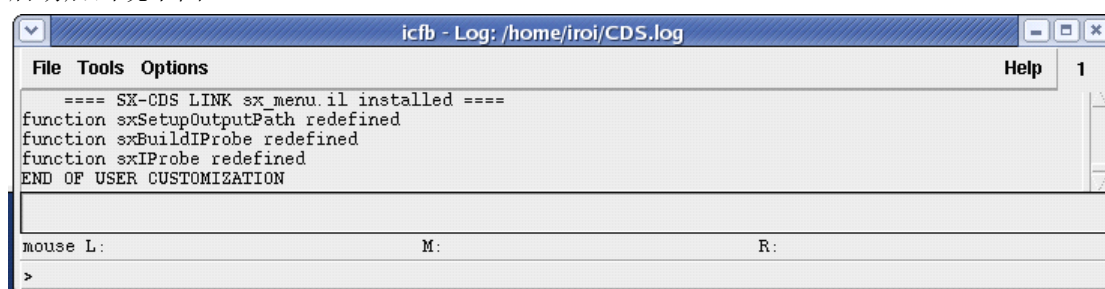 icfb - Log: /home/iroi/CDS.log
File Tools Options Help 1
==== SX-CDS LINK sx_menu.il installed ====
function sxSetupOutputPath redefined
function sxBuildIProbe redefined
function sxIProbe redefined
END OF USER CUSTOMIZATION
mouse L: M: R:
>